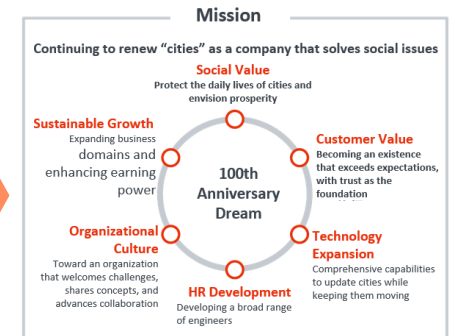 Mission
Continuing to renew “cities” as a company that solves social issues
Social Value
Protect the daily lives of cities and
envision prosperity
Sustainable Growth
Expanding business
domains and
enhancing earning
power
Customer Value
Becoming an existence
that exceeds expectations,
with trust as the
foundation
100th
Anniversary
Dream
Organizational
Culture
Toward an organization
that welcomes challenges,
shares concepts, and
advances collaboration
Technology
Expansion
Comprehensive capabilities
to update cities while
keeping them moving
HR Development
Developing a broad range
of engineers